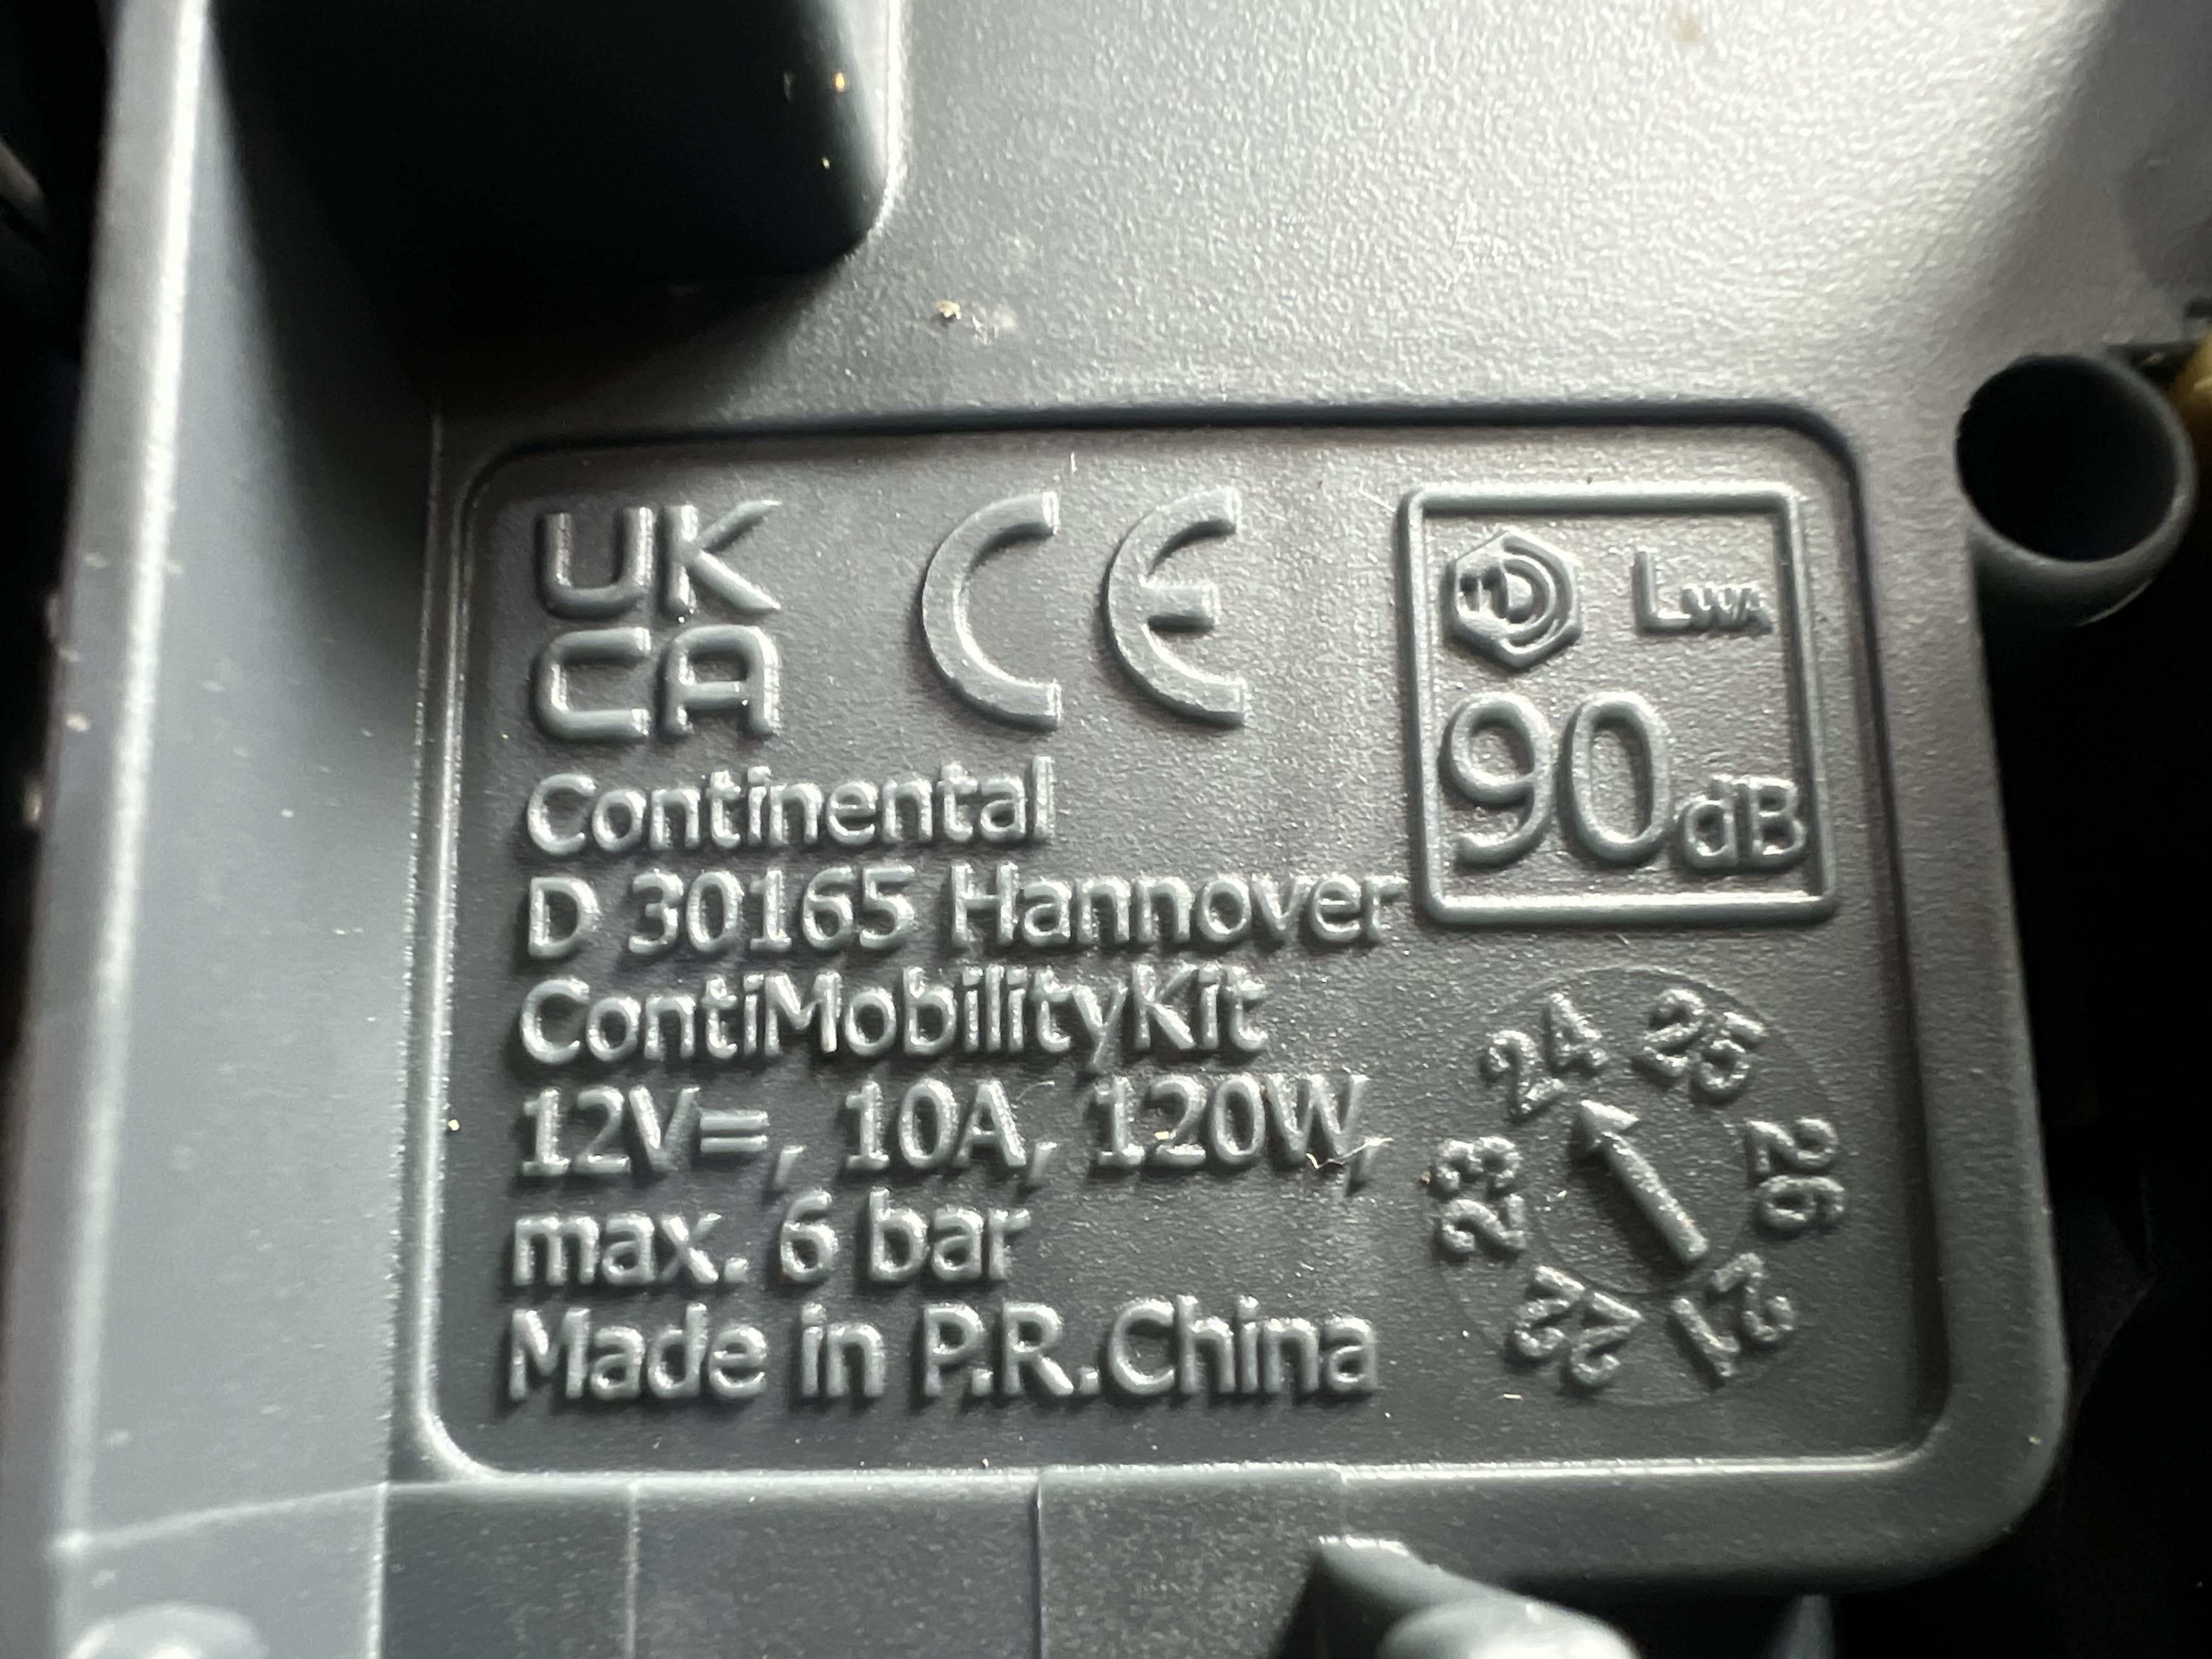 UK
CA
CE
LWA
90dB
Continental
D 30165 Hannover
ContiMobilityKit
12V=, 10A, 120W,
max. 6 bar
Made in P.R.China
24
25
26
21
22
23